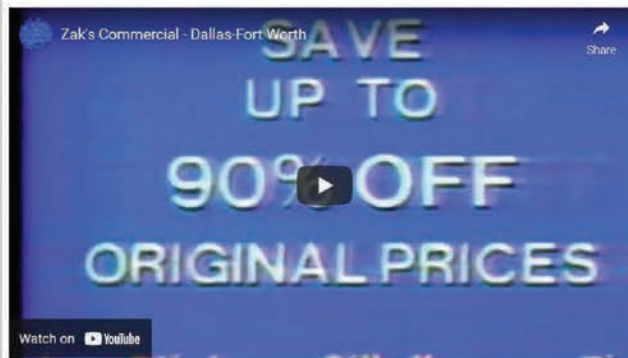 Zak's Commercial - Dallas-Fort Worth
Share
SAVE
UP TO
90% OFF
ORIGINAL PRICES
Watch on YouTube